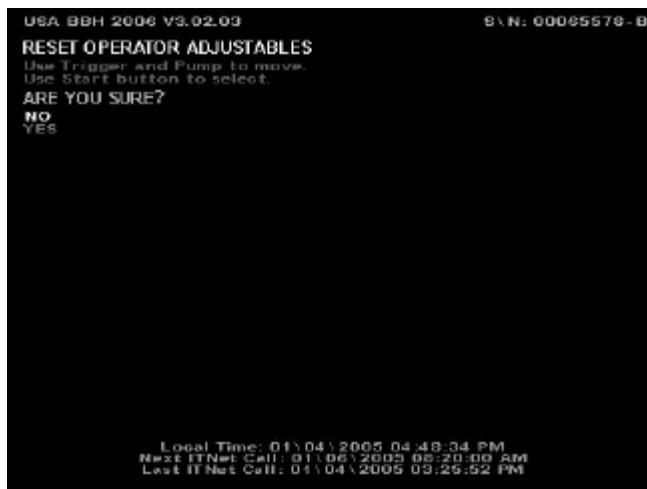 USA BBH 2006 V3.02.03
S\N: 00065578-B
RESET OPERATOR ADJUSTABLES
Use Trigger and Pump to move.
Use Start button to select.
ARE YOU SURE?
NO
YES
Local Time: 01\04\2005 04:48:34 PM
Next ITNet Call: 01\06\2005 06:20:00 AM
Last ITNet Call: 01\04\2005 03:25:52 PM